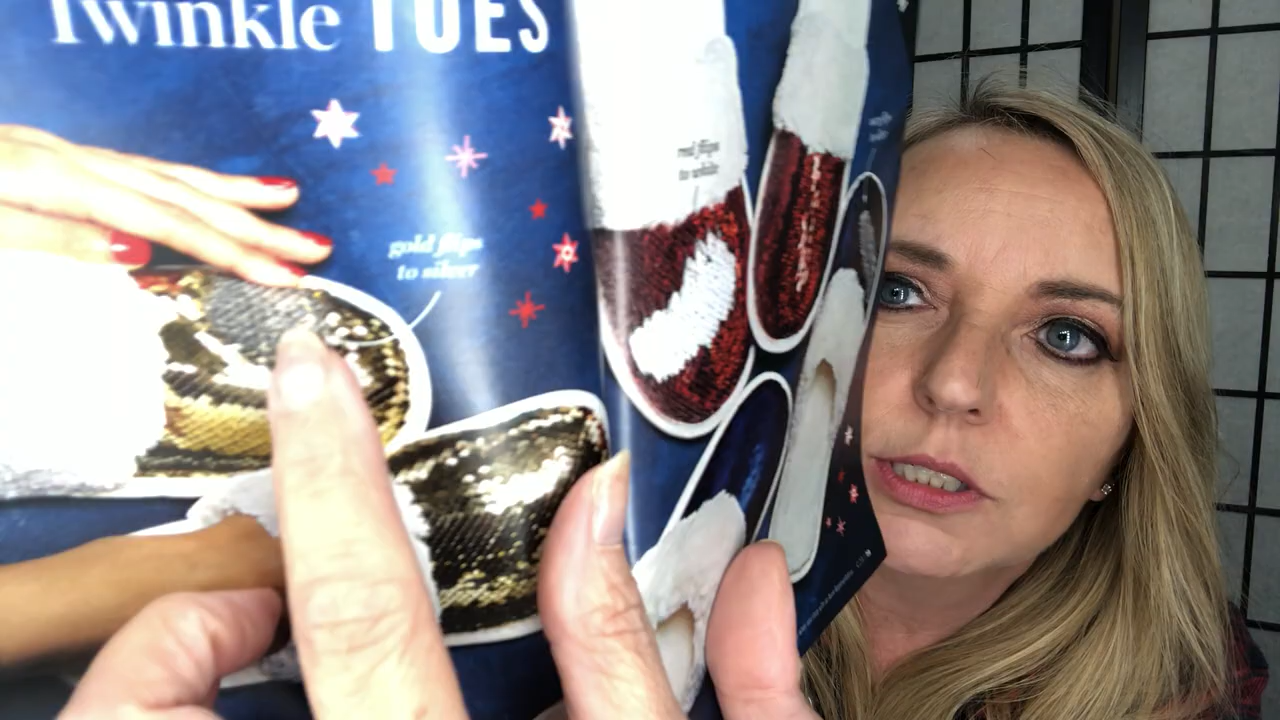 Twinkle TOES
gold flips
to silver
red flips
to white